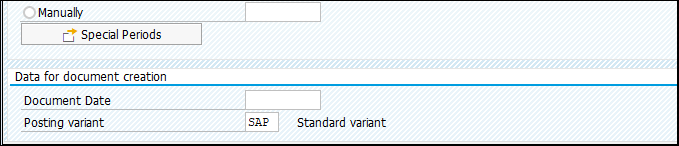 Manually
Special Periods
Data for document creation
Document Date
Posting variant SAP Standard variant